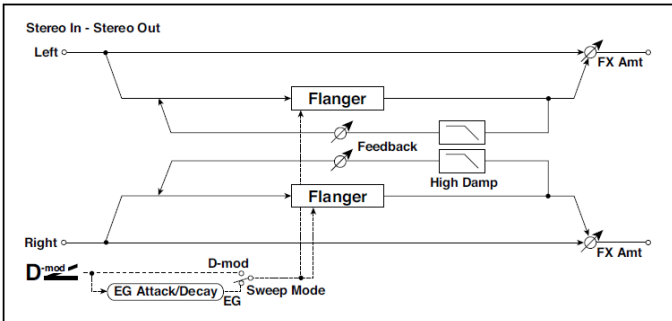 Stereo In - Stereo Out
Left
FX Amt
Flanger
Feedback
High Damp
Flanger
Right
FX Amt
D-mod
D-mod
EG Attack/Decay
EG
Sweep Mode